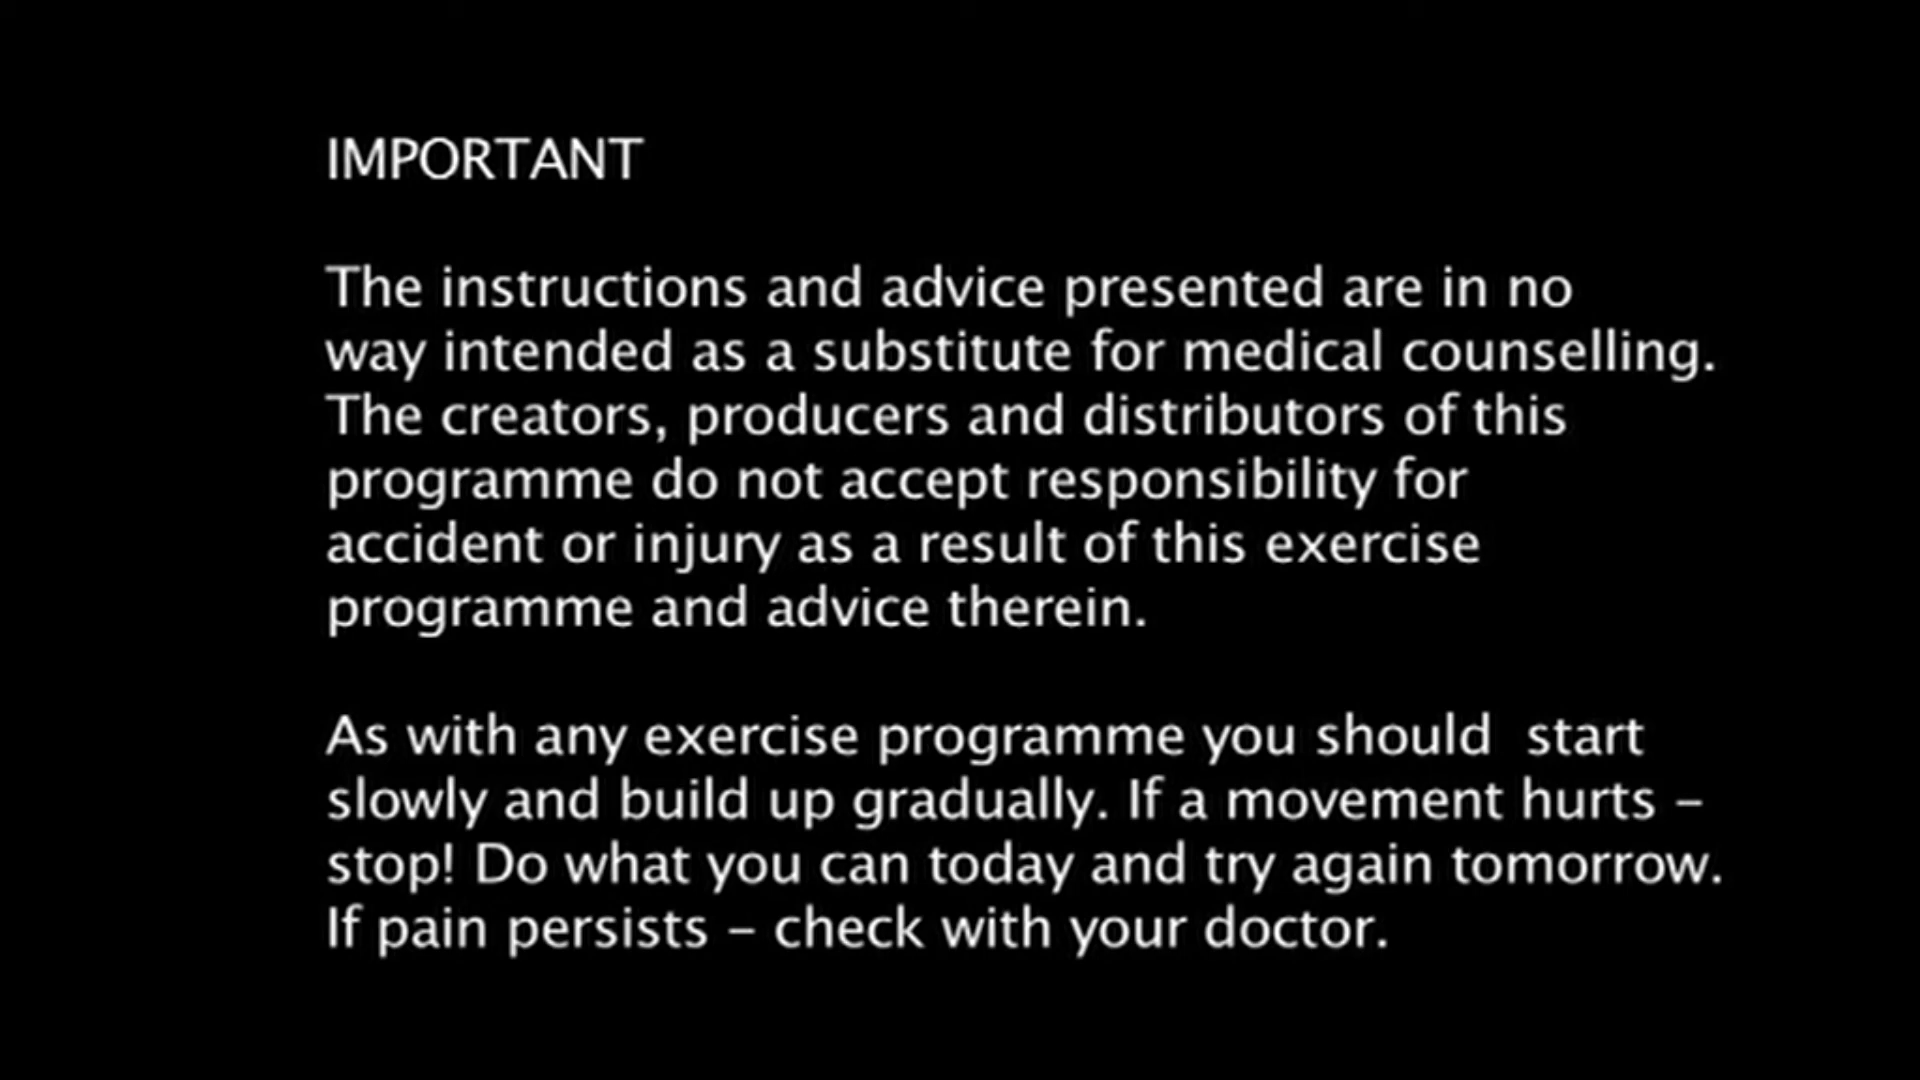 IMPORTANT
The instructions and advice presented are in no
way intended as a substitute for medical counselling.
The creators, producers and distributors of this
programme do not accept responsibility for
accident or injury as a result of this exercise
programme and advice therein.
As with any exercise programme you should  start
slowly and build up gradually. If a movement hurts –
stop! Do what you can today and try again tomorrow.
If pain persists – check with your doctor.